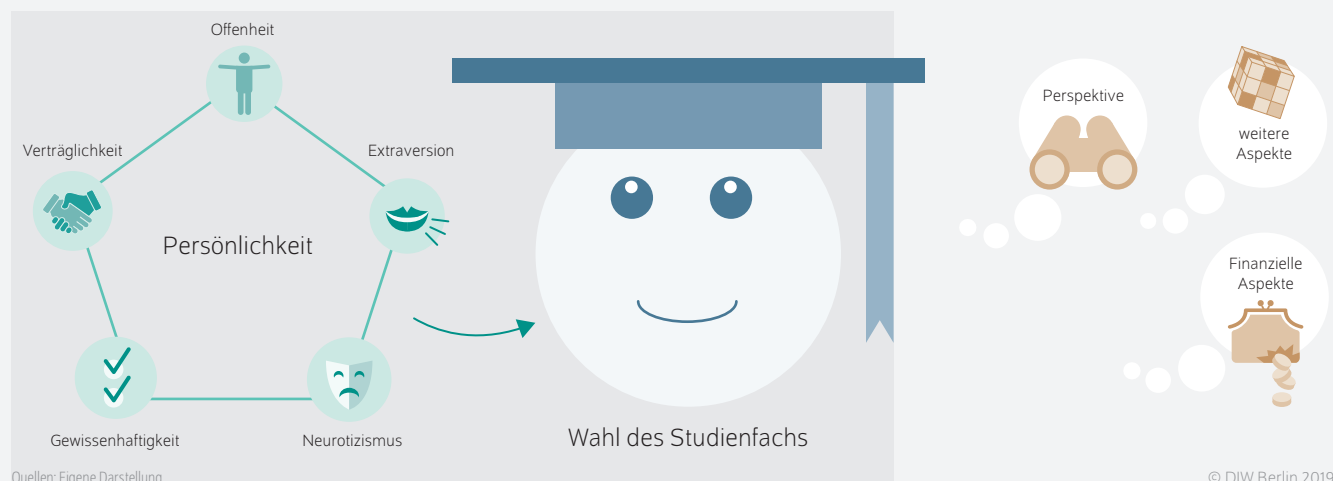 Offenheit
Verträglichkeit
Extraversion
Persönlichkeit
Gewissenhaftigkeit
Neurotizismus
Wahl des Studienfachs
Perspektive
weitere
Aspekte
Finanzielle
Aspekte
Quellen: Eigene Darstellung
© DIW Berlin 2019